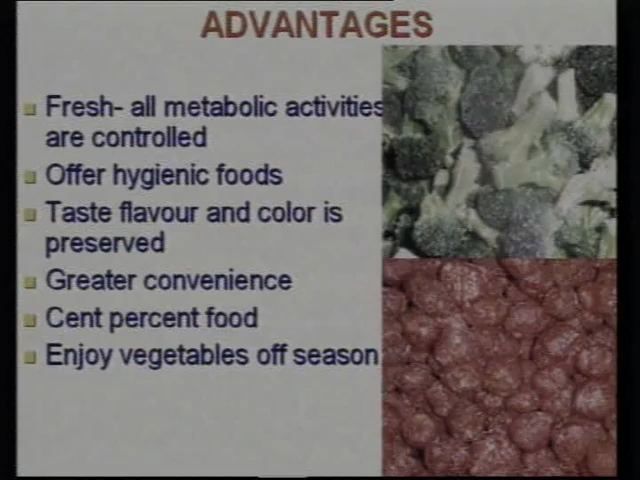 ADVANTAGES
Fresh- all metabolic activities
are controlled
Offer hygienic foods
Taste flavour and color is
preserved
Greater convenience
Cent percent food
Enjoy vegetables off season